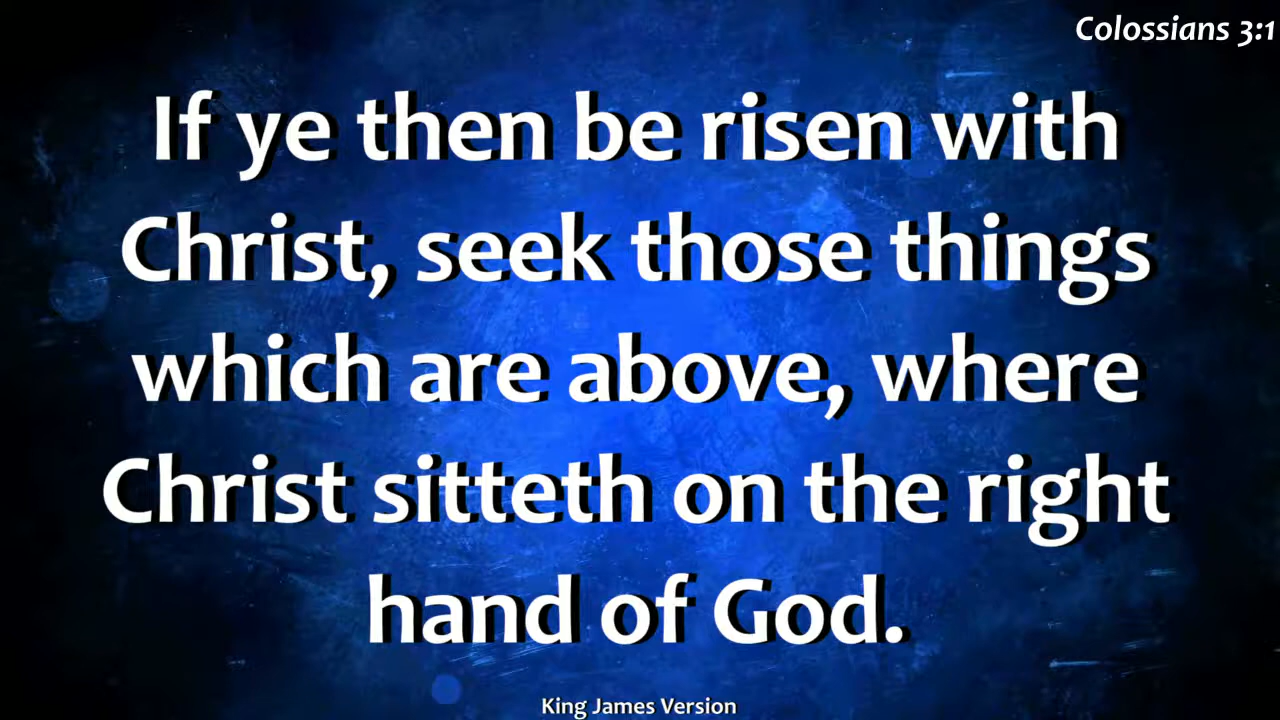 Colossians 3:1
If ye then be risen with
Christ, seek those things
which are above, where
Christ sitteth on the right
hand of God.
King James Version